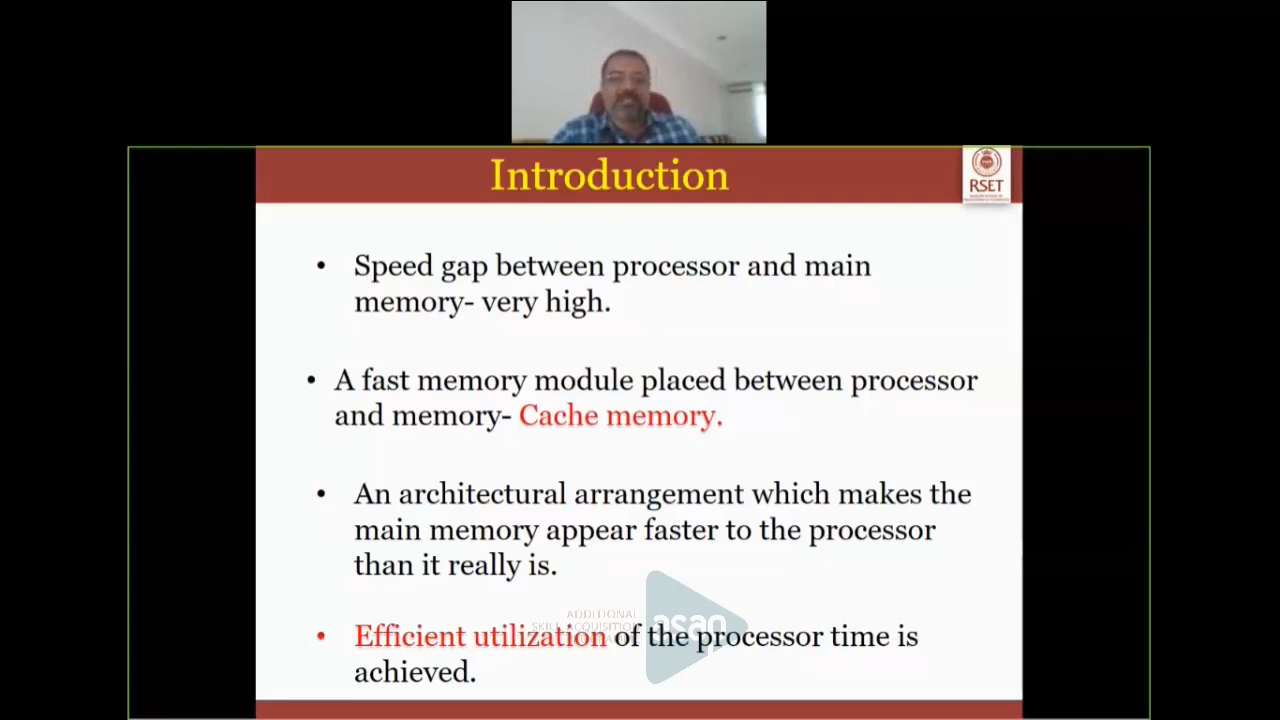 Introduction
RSET
• Speed gap between processor and main
memory- very high.
• A fast memory module placed between processor
and memory- Cache memory.
• An architectural arrangement which makes the
main memory appear faster to the processor
than it really is.
• Efficient utilization of the processor time is
achieved.
ADDITIONAL
SKILL ACQUISITION
asap